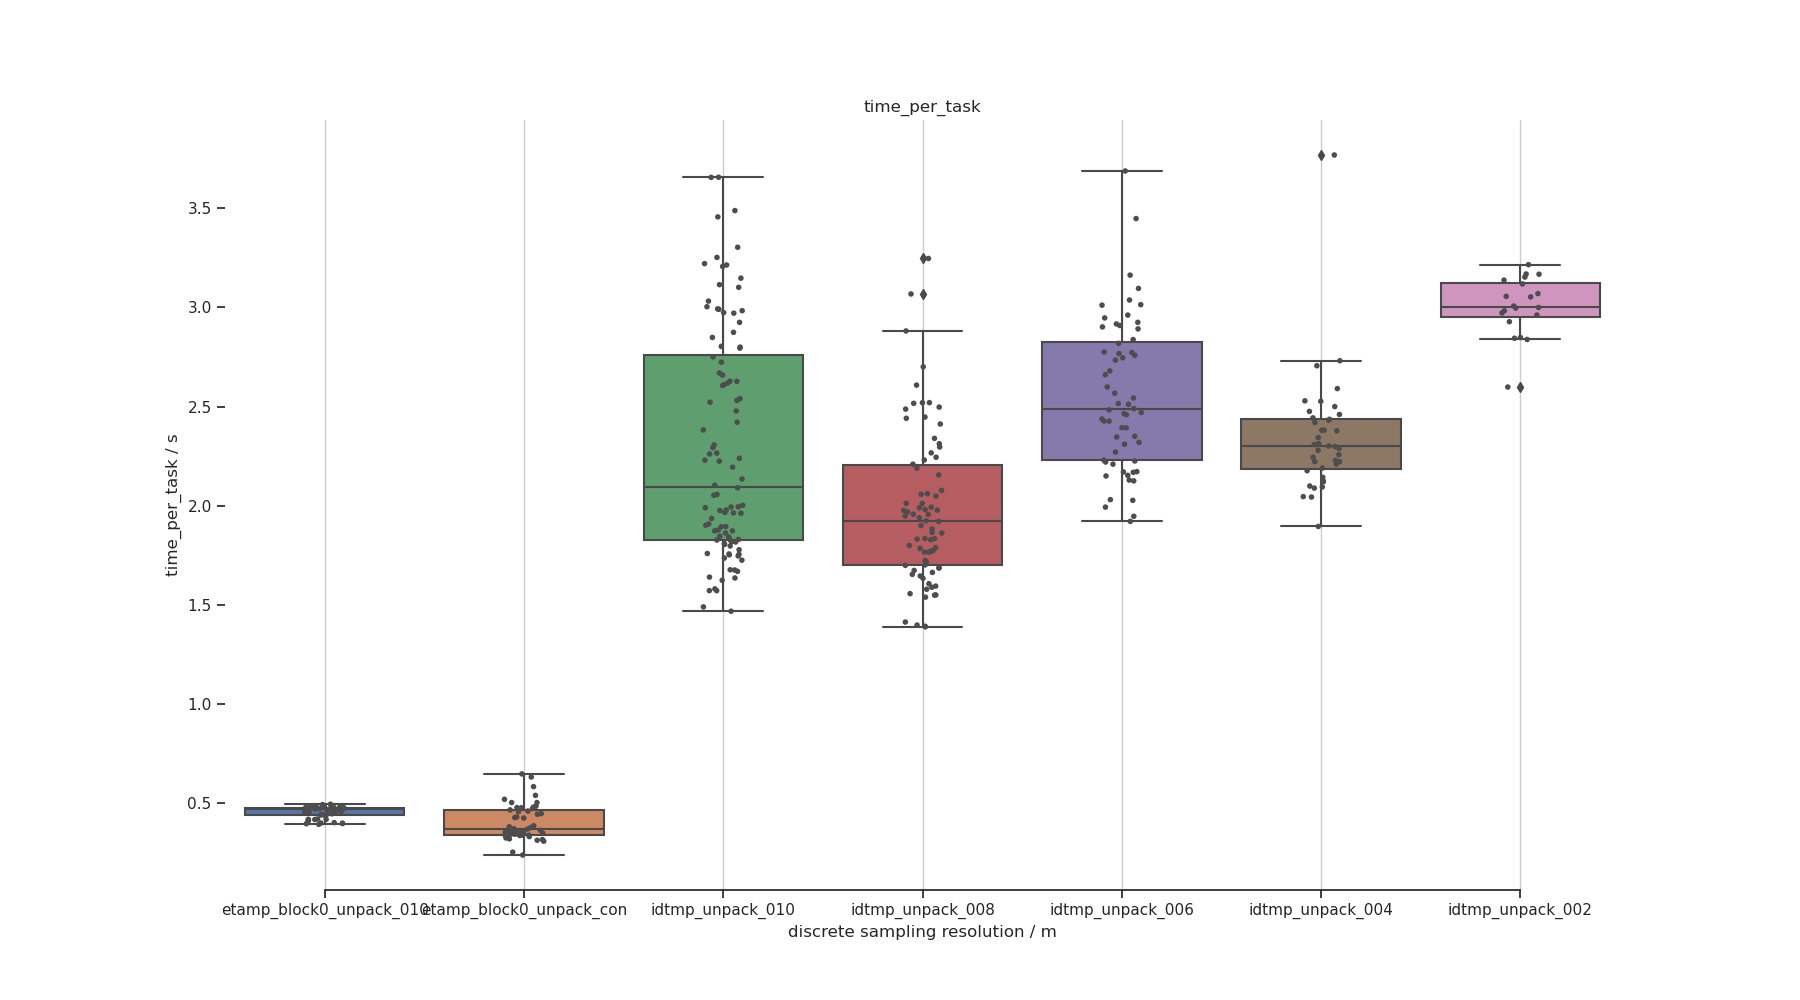 time_per_task
time_per_task / s
3.5
3.0
2.5
2.0
1.5
1.0
0.5
etamp_block0_unpack_010 etamp_block0_unpack_con idtmp_unpack_010 idtmp_unpack_008 idtmp_unpack_006 idtmp_unpack_004 idtmp_unpack_002
discrete sampling resolution / m